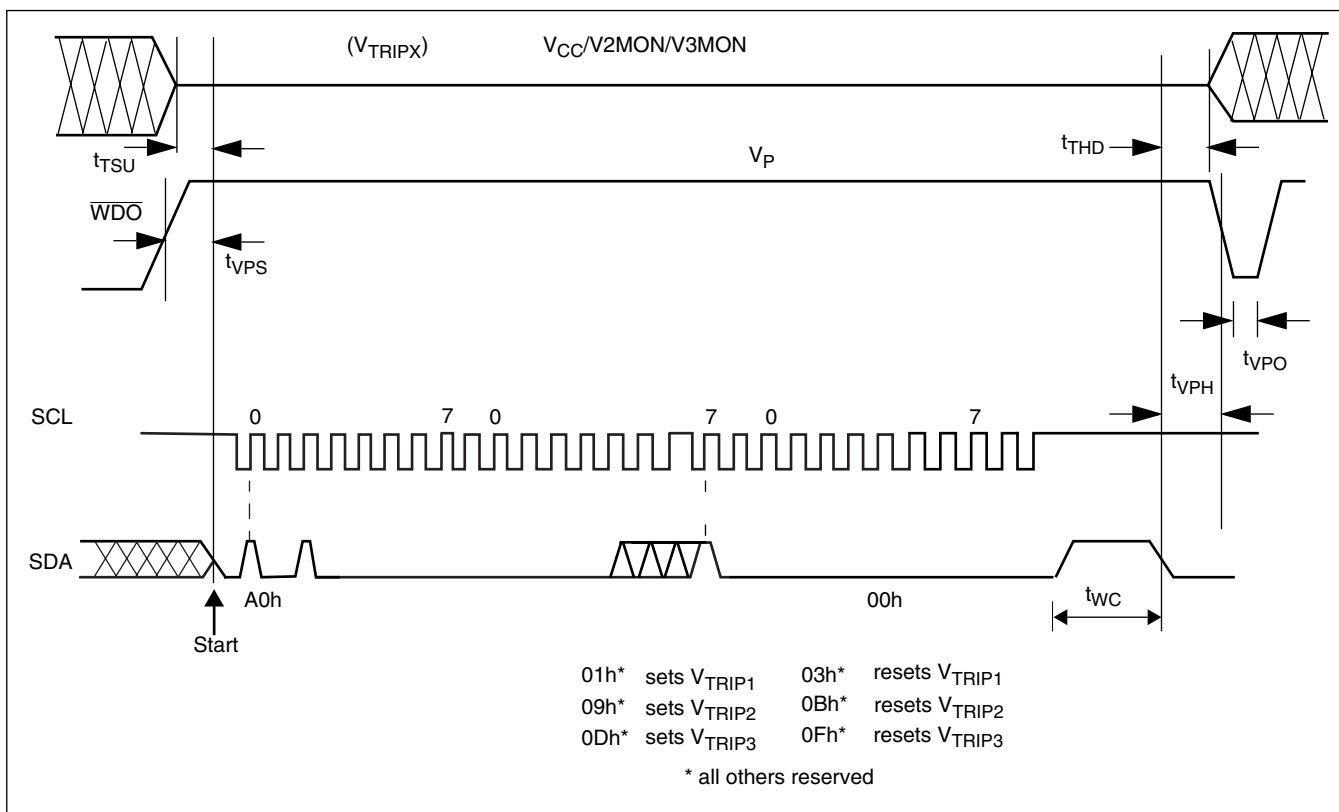 (VTRIPX) VCC/V2MON/V3MON
tTSU
tTHD
VP
WDO
tVPS
tVPO
tVPH
SCL
0 7 0 7 0 7
SDA
A0h
00h
tWC
Start
01h* sets VTRIP1 03h* resets VTRIP1
09h* sets VTRIP2 0Bh* resets VTRIP2
0Dh* sets VTRIP3 0Fh* resets VTRIP3
* all others reserved